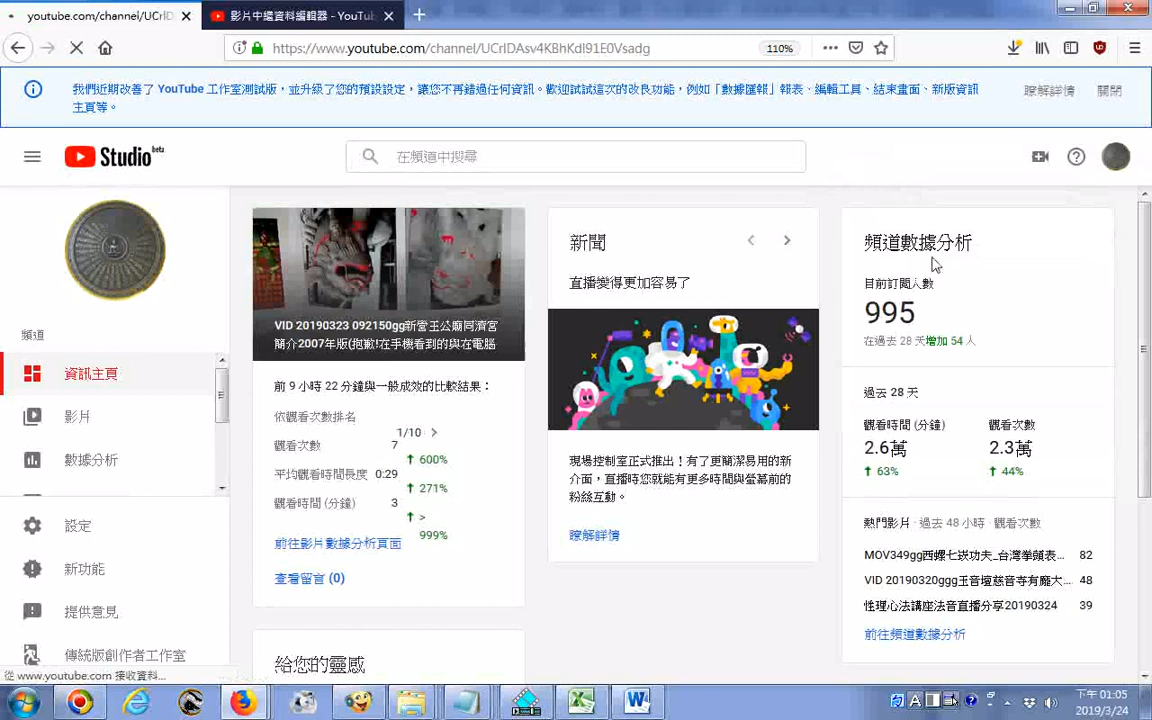 youtube.com/channel/UCrlD
影片中繼資料編輯器 - YouTu
https://www.youtube.com/channel/UCrlDAsv4KBhKdl91E0Vsadg
110%
我們近期改善了 YouTube 工作室測試版，並升級了您的預設設定，讓您不再錯過任何資訊。歡迎試試這次的改良功能，例如「數據匯報」報表、編輯工具、結束畫面、新版資訊
主頁等。
瞭解詳情
關閉
Studio beta
在頻道中搜尋
頻道
資訊主頁
影片
數據分析
設定
新功能
提供意見
傳統版創作者工作室
VID 20190323 092150gg新營王公廟同濟宮
簡介2007年版(抱歉!在手機看到的與在電腦
前 9 小時 22 分鐘與一般成效的比較結果：
依觀看次數排名
1/10
觀看次數
7
600%
平均觀看時間長度
0:29
271%
觀看時間 (分鐘)
3
>
999%
前往影片數據分析頁面
查看留言 (0)
給您的靈感
新聞
直播變得更加容易了
現場控制室正式推出！有了更簡潔易用的新
介面，直播時您就能有更多時間與螢幕前的
粉絲互動。
瞭解詳情
頻道數據分析
目前訂閱人數
995
在過去 28 天增加 54 人
過去 28 天
觀看時間 (分鐘)
觀看次數
2.6萬
2.3萬
63%
44%
熱門影片 · 過去 48 小時 · 觀看次數
MOV349gg西螺七崁功夫_台灣拳頻表... 82
VID 20190320ggg玉音壇慈音寺有龐大... 48
性理心法講座法音直播分享20190324 39
前往頻道數據分析
從 www.youtube.com 接收資料...
下午 01:05
2019/3/24